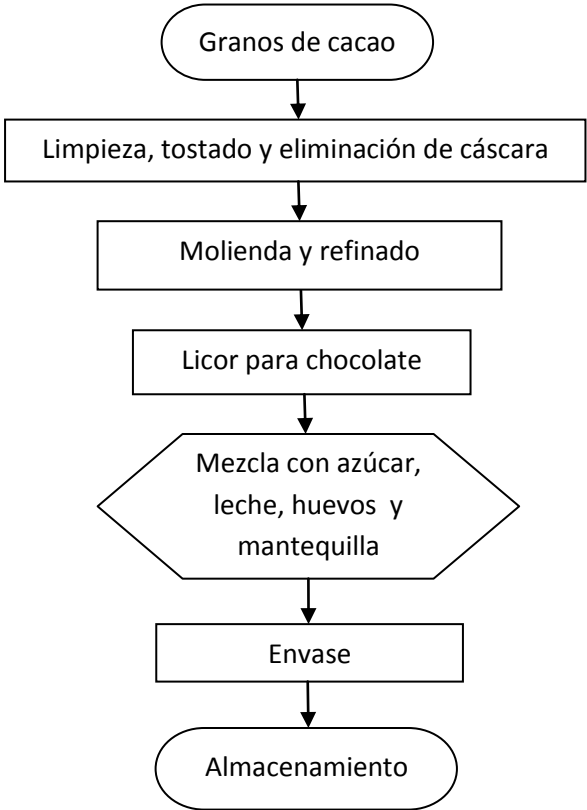 Granos de cacao
Limpieza, tostado y eliminación de cáscara
Molienda y refinado
Licor para chocolate
Mezcla con azúcar,
leche, huevos y
mantequilla
Envase
Almacenamiento